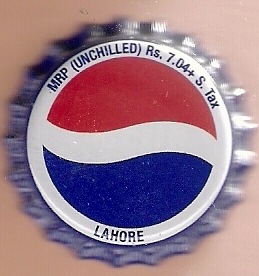 MRP (UNCHILLED) Rs. 7.04+ S. Tax
LAHORE